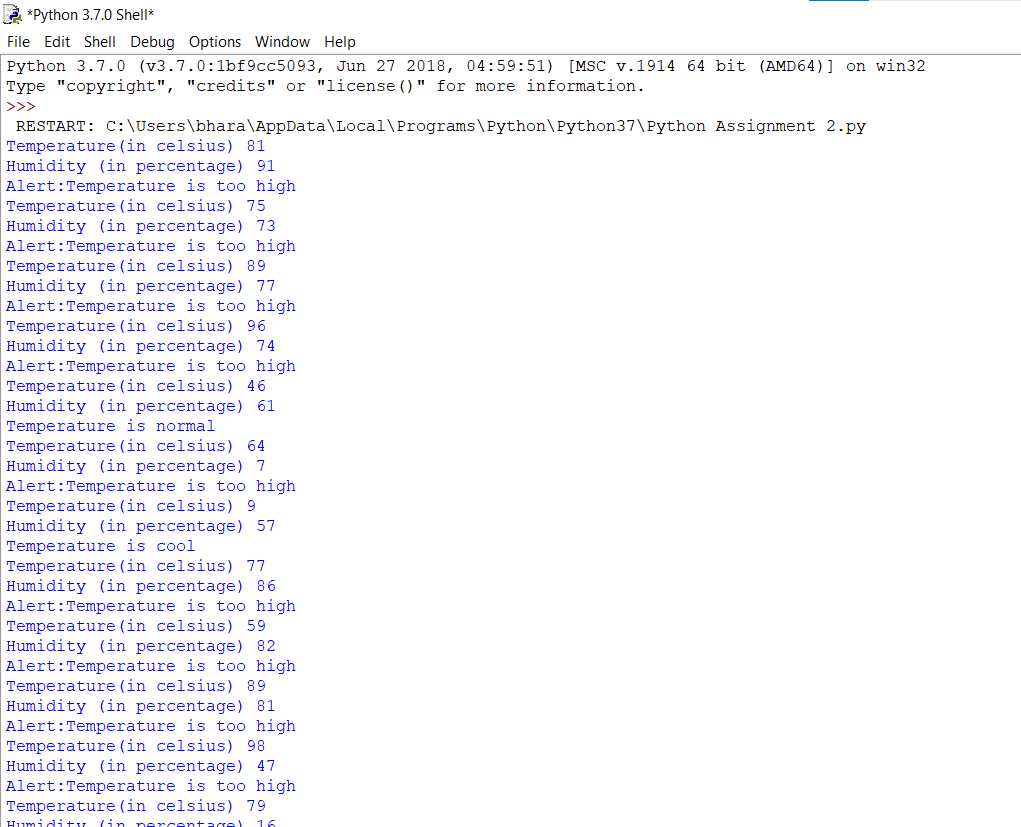 *Python 3.7.0 Shell*
File Edit Shell Debug Options Window Help
Python 3.7.0 (v3.7.0:1bf9cc5093, Jun 27 2018, 04:59:51) [MSC v.1914 64 bit (AMD64)] on win32
Type "copyright", "credits" or "license()" for more information.
>>>
 RESTART: C:\Users\bhara\AppData\Local\Programs\Python\Python37\Python Assignment 2.py
Temperature(in celsius) 81
Humidity (in percentage) 91
Alert:Temperature is too high
Temperature(in celsius) 75
Humidity (in percentage) 73
Alert:Temperature is too high
Temperature(in celsius) 89
Humidity (in percentage) 77
Alert:Temperature is too high
Temperature(in celsius) 96
Humidity (in percentage) 74
Alert:Temperature is too high
Temperature(in celsius) 46
Humidity (in percentage) 61
Temperature is normal
Temperature(in celsius) 64
Humidity (in percentage) 7
Alert:Temperature is too high
Temperature(in celsius) 9
Humidity (in percentage) 57
Temperature is cool
Temperature(in celsius) 77
Humidity (in percentage) 86
Alert:Temperature is too high
Temperature(in celsius) 59
Humidity (in percentage) 82
Alert:Temperature is too high
Temperature(in celsius) 89
Humidity (in percentage) 81
Alert:Temperature is too high
Temperature(in celsius) 98
Humidity (in percentage) 47
Alert:Temperature is too high
Temperature(in celsius) 79
Humidity (in percentage) 16